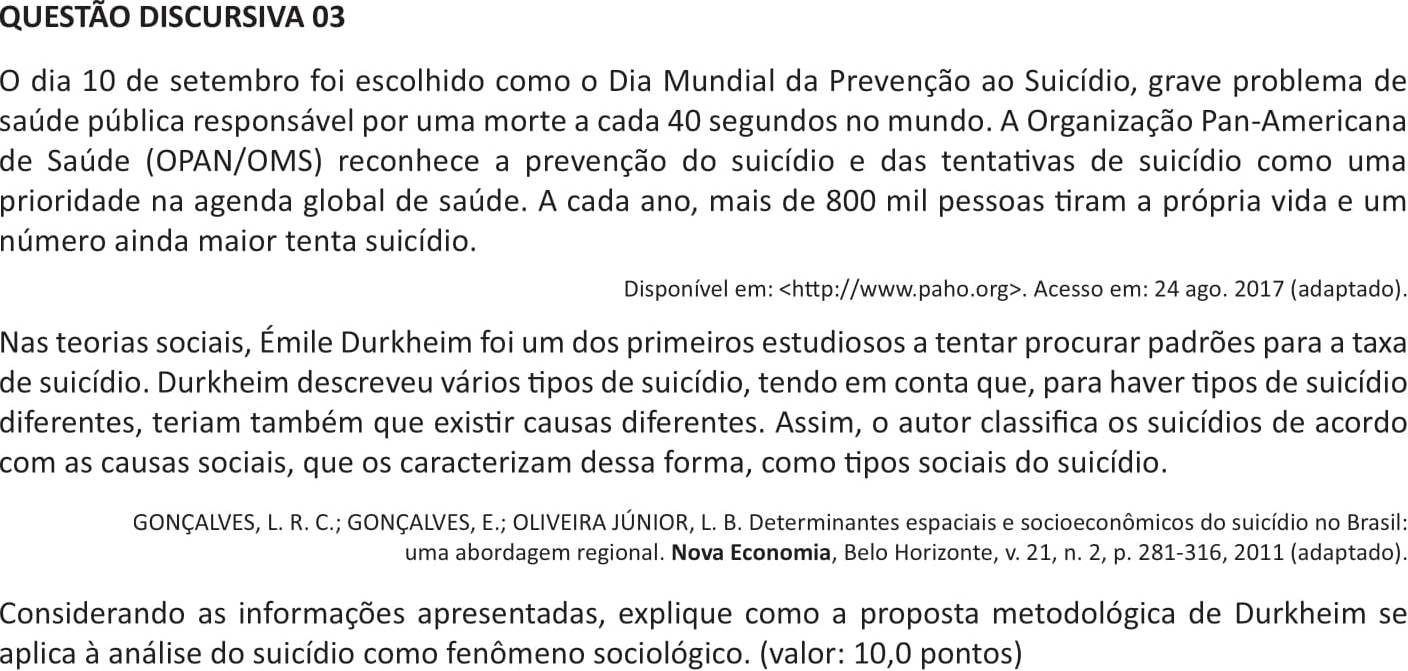 QUESTÃO DISCURSIVA 03
O dia 10 de setembro foi escolhido como o Dia Mundial da Prevenção ao Suicídio, grave problema de
saúde pública responsável por uma morte a cada 40 segundos no mundo. A Organização Pan-Americana
de Saúde (OPAN/OMS) reconhece a prevenção do suicídio e das tentativas de suicídio como uma
prioridade na agenda global de saúde. A cada ano, mais de 800 mil pessoas tiram a própria vida e um
número ainda maior tenta suicídio.
Disponível em: <http://www.paho.org>. Acesso em: 24 ago. 2017 (adaptado).
Nas teorias sociais, Émile Durkheim foi um dos primeiros estudiosos a tentar procurar padrões para a taxa
de suicídio. Durkheim descreveu vários tipos de suicídio, tendo em conta que, para haver tipos de suicídio
diferentes, teriam também que existir causas diferentes. Assim, o autor classifica os suicídios de acordo
com as causas sociais, que os caracterizam dessa forma, como tipos sociais do suicídio.
GONÇALVES, L. R. C.; GONÇALVES, E.; OLIVEIRA JÚNIOR, L. B. Determinantes espaciais e socioeconômicos do suicídio no Brasil:
uma abordagem regional. Nova Economia, Belo Horizonte, v. 21, n. 2, p. 281-316, 2011 (adaptado).
Considerando as informações apresentadas, explique como a proposta metodológica de Durkheim se
aplica à análise do suicídio como fenômeno sociológico. (valor: 10,0 pontos)